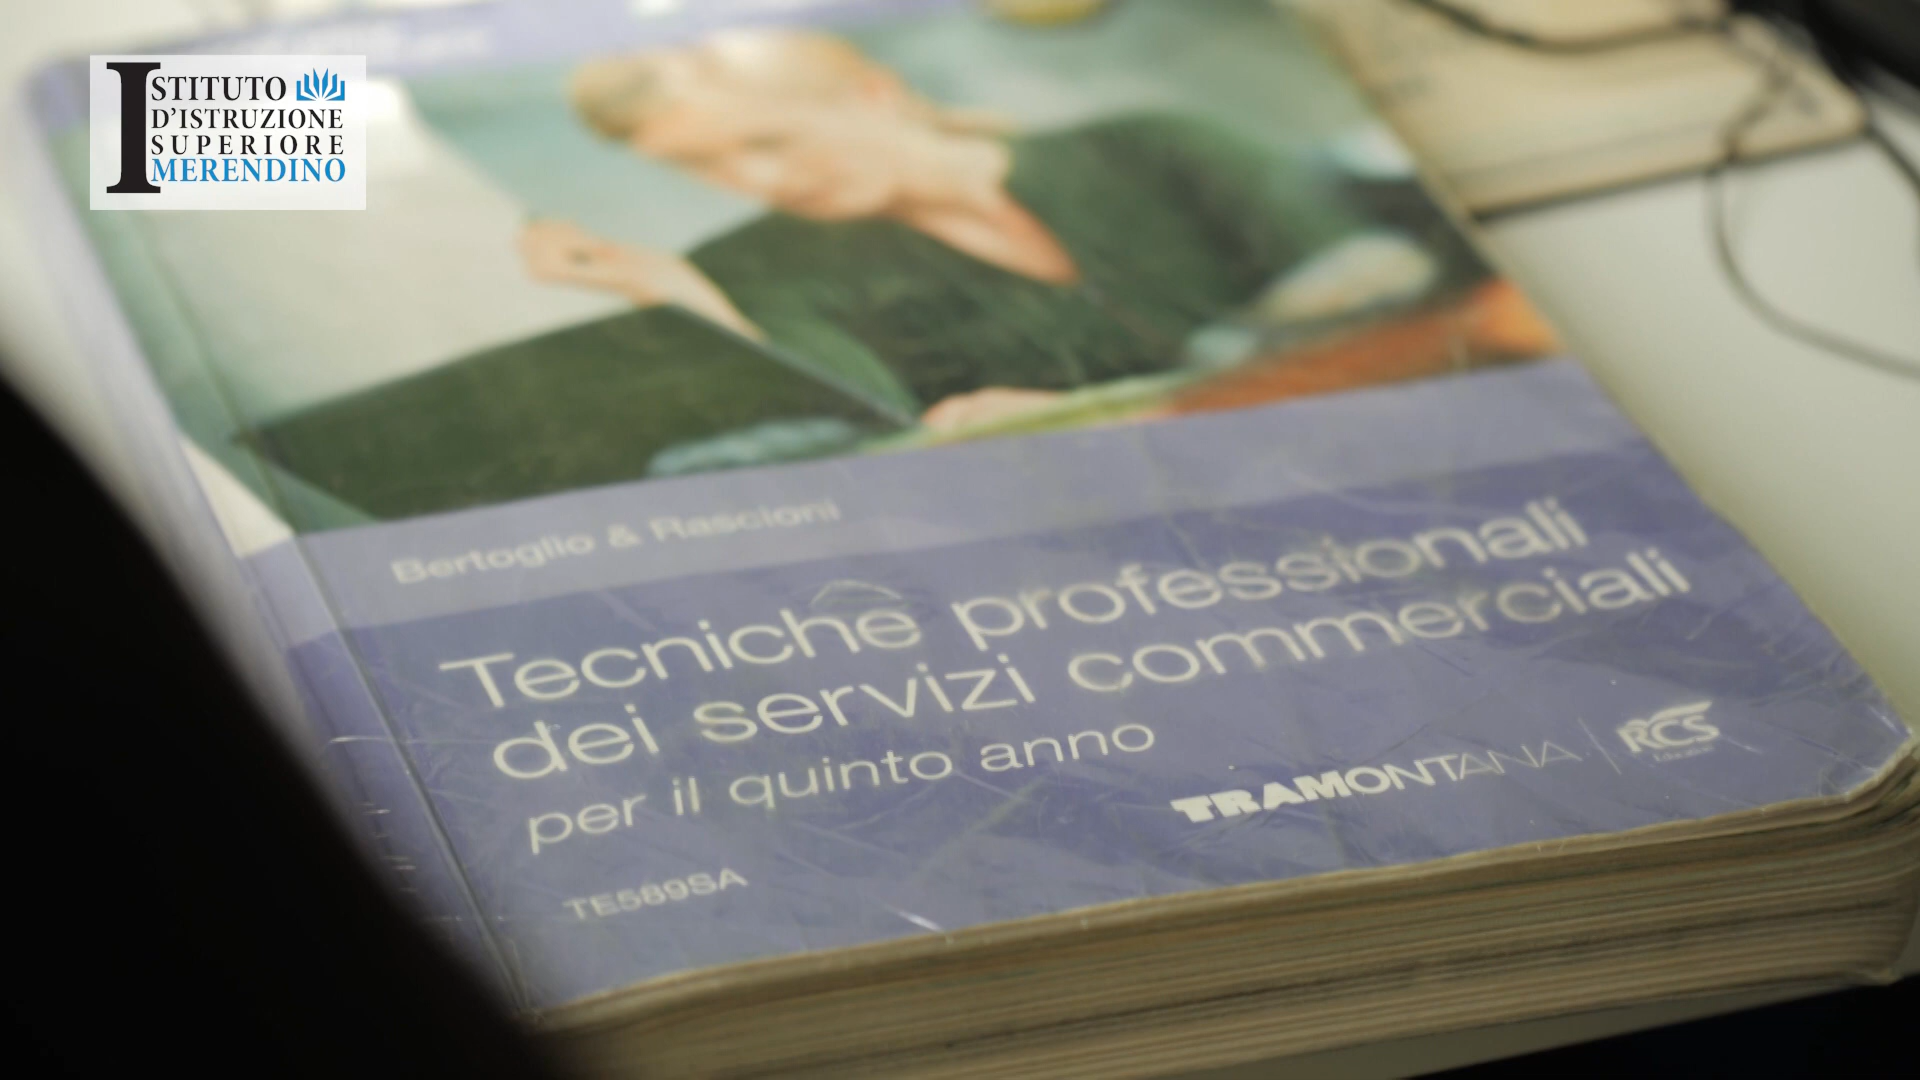 ISTITUTO
D'ISTRUZIONE
SUPERIORE
MERENDINO
Bertoglio & Rascioni
Tecniche professionali
dei servizi commerciali
per il quinto anno
TRAMONTANA
RCS
TE589SA